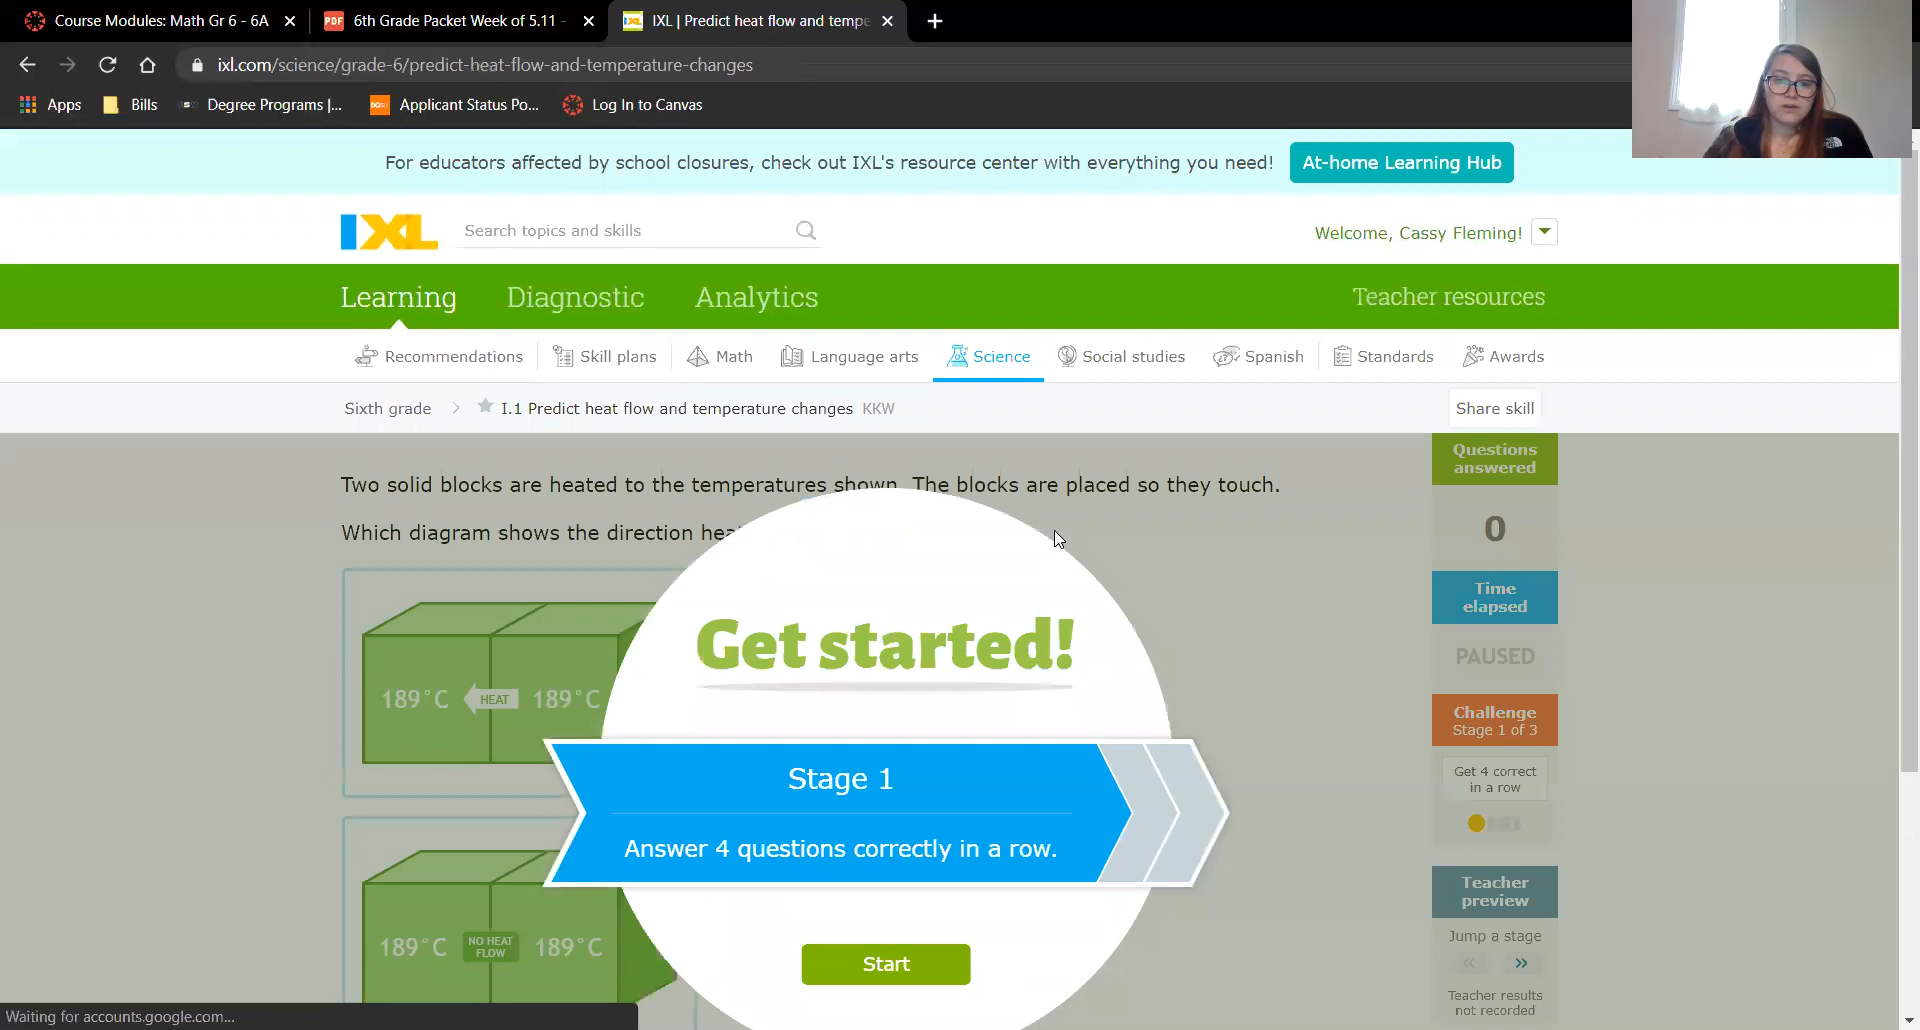 Course Modules: Math Gr 6 - 6A
PDF
6th Grade Packet Week of 5.11 -
IXL
IXL | Predict heat flow and tempe
ixl.com/science/grade-6/predict-heat-flow-and-temperature-changes
Apps
Bills
Degree Programs |...
Applicant Status Po...
Log In to Canvas
For educators affected by school closures, check out IXL's resource center with everything you need!
At-home Learning Hub
IXL
Search topics and skills
Welcome, Cassy Fleming!
Learning
Diagnostic
Analytics
Teacher resources
Recommendations
Skill plans
Math
Language arts
Science
Social studies
Spanish
Standards
Awards
Sixth grade
I.1 Predict heat flow and temperature changes KKW
Share skill
Two solid blocks are heated to the temperatures shown. The blocks are placed so they touch.
Which diagram shows the direction
189°C HEAT 189°C
189°C NO HEAT FLOW 189°C
Get started!
Stage 1
Answer 4 questions correctly in a row.
Start
Questions
answered
0
Time
elapsed
PAUSED
Challenge
Stage 1 of 3
Get 4 correct
in a row
Teacher
preview
Jump a stage
« »
Teacher results
not recorded
Waiting for accounts.google.com...